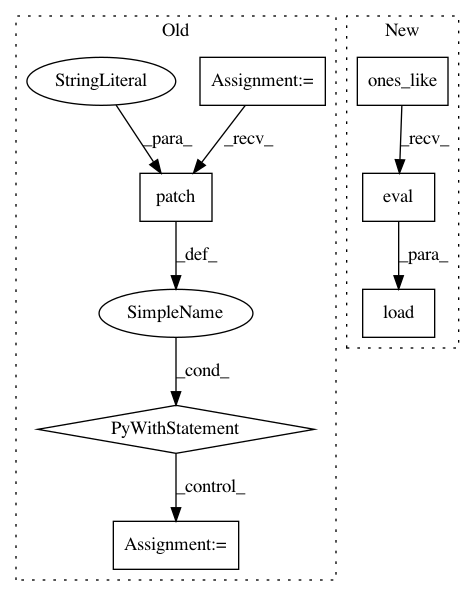 Old
New
StringLiteral
Assignment:=
ones_like
_para_
_recv_
_recv_
patch
eval
_def_
_para_
SimpleName
load
_cond_
PyWithStatement
_control_
Assignment:=